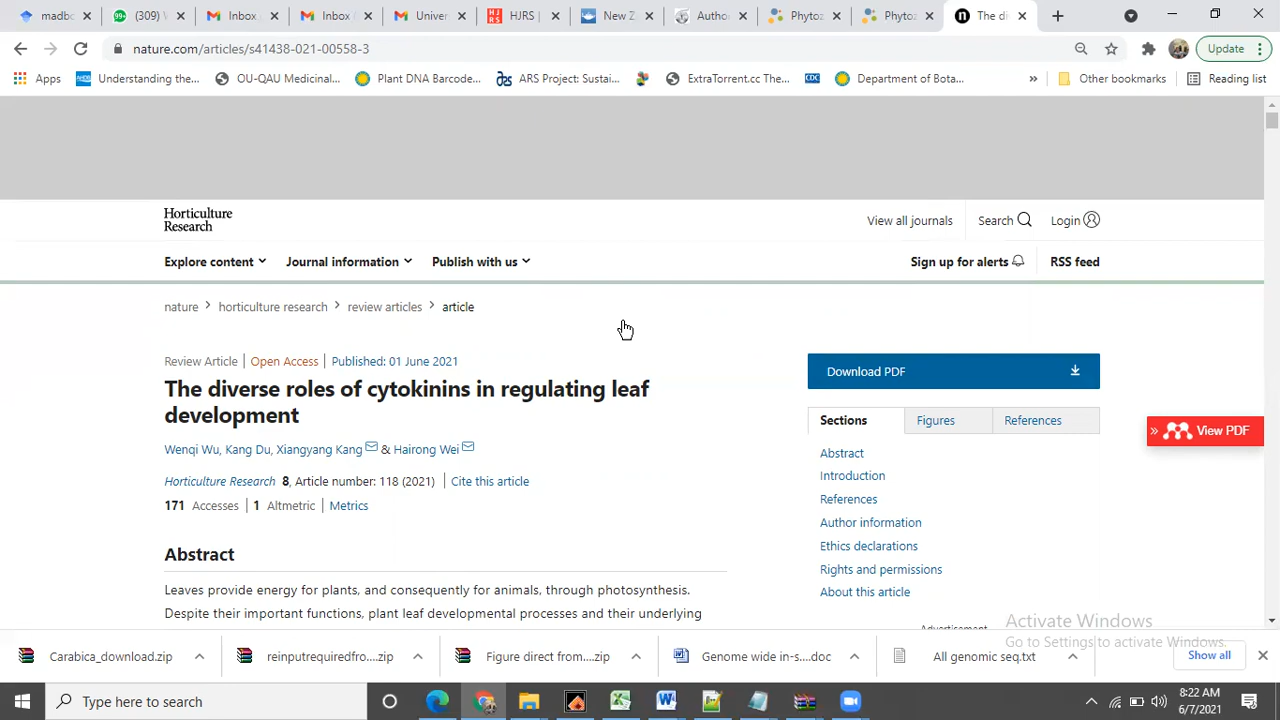 madbc
(309) W
Inbox (
Inbox (
Univer
HJRS |
New Z
Autho
Phytoz
Phytoz
The di
nature.com/articles/s41438-021-00558-3
Update
Apps
Understanding the...
OU-QAU Medicinal...
Plant DNA Barcode...
ARS Project: Sustai...
ExtraTorrent.cc The...
CDC
Department of Bota...
»
Other bookmarks
Reading list
Horticulture
Research
View all journals
Search
Login
Explore content
Journal information
Publish with us
Sign up for alerts
RSS feed
nature > horticulture research > review articles > article
Review Article | Open Access | Published: 01 June 2021
The diverse roles of cytokinins in regulating leaf
development
Wenqi Wu, Kang Du, Xiangyang Kang & Hairong Wei
Horticulture Research 8, Article number: 118 (2021) | Cite this article
171 Accesses | 1 Altmetric | Metrics
Abstract
Leaves provide energy for plants, and consequently for animals, through photosynthesis.
Despite their important functions, plant leaf developmental processes and their underlying
Download PDF
Sections
Figures
References
Abstract
Introduction
References
Author information
Ethics declarations
Rights and permissions
About this article
Advertisement
» View PDF
Activate Windows
Go to Settings to activate Windows.
Carabica_download.zip
reinputrequiredfro....zip
Figure direct from....zip
Genome wide in-s....doc
All genomic seq.txt
Show all
Type here to search
8:22 AM
6/7/2021